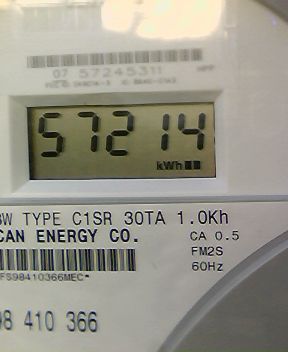 07 57245311
57214
kWh
W TYPE C1SR 30TA 1.0Kh
CAN ENERGY CO.
CA 0.5
FM2S
60Hz
FS98410366MEC*
98 410 366